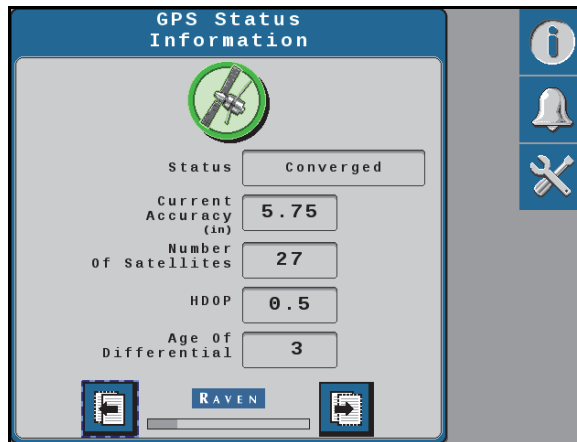 GPS Status
Information
Status
Converged
Current
Accuracy
(in)
5.75
Number
Of Satellites
27
HDOP
0.5
Age Of
Differential
3
RAVEN